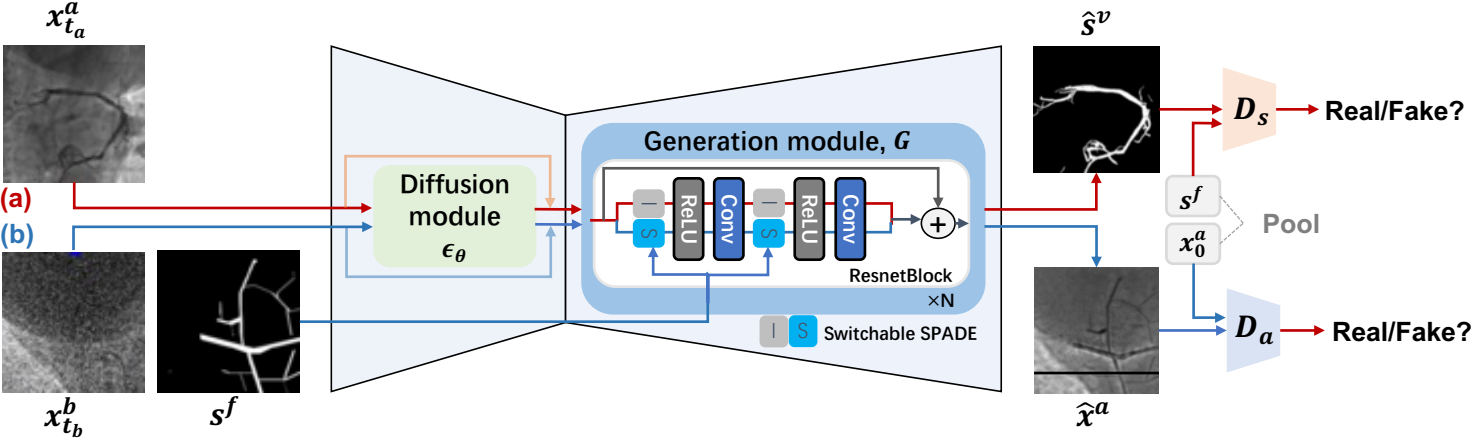 x^a_{t_a}
(a)
(b)
x^b_{t_b}
s^f
Diffusion
module
ϵ_θ
Generation module, G
I
S
ReLU
Conv
I
S
ReLU
Conv
+
ResnetBlock
×N
I S Switchable SPADE
ŝ^v
D_s
Real/Fake?
s^f
x^a_0
Pool
D_a
Real/Fake?
x̂^a